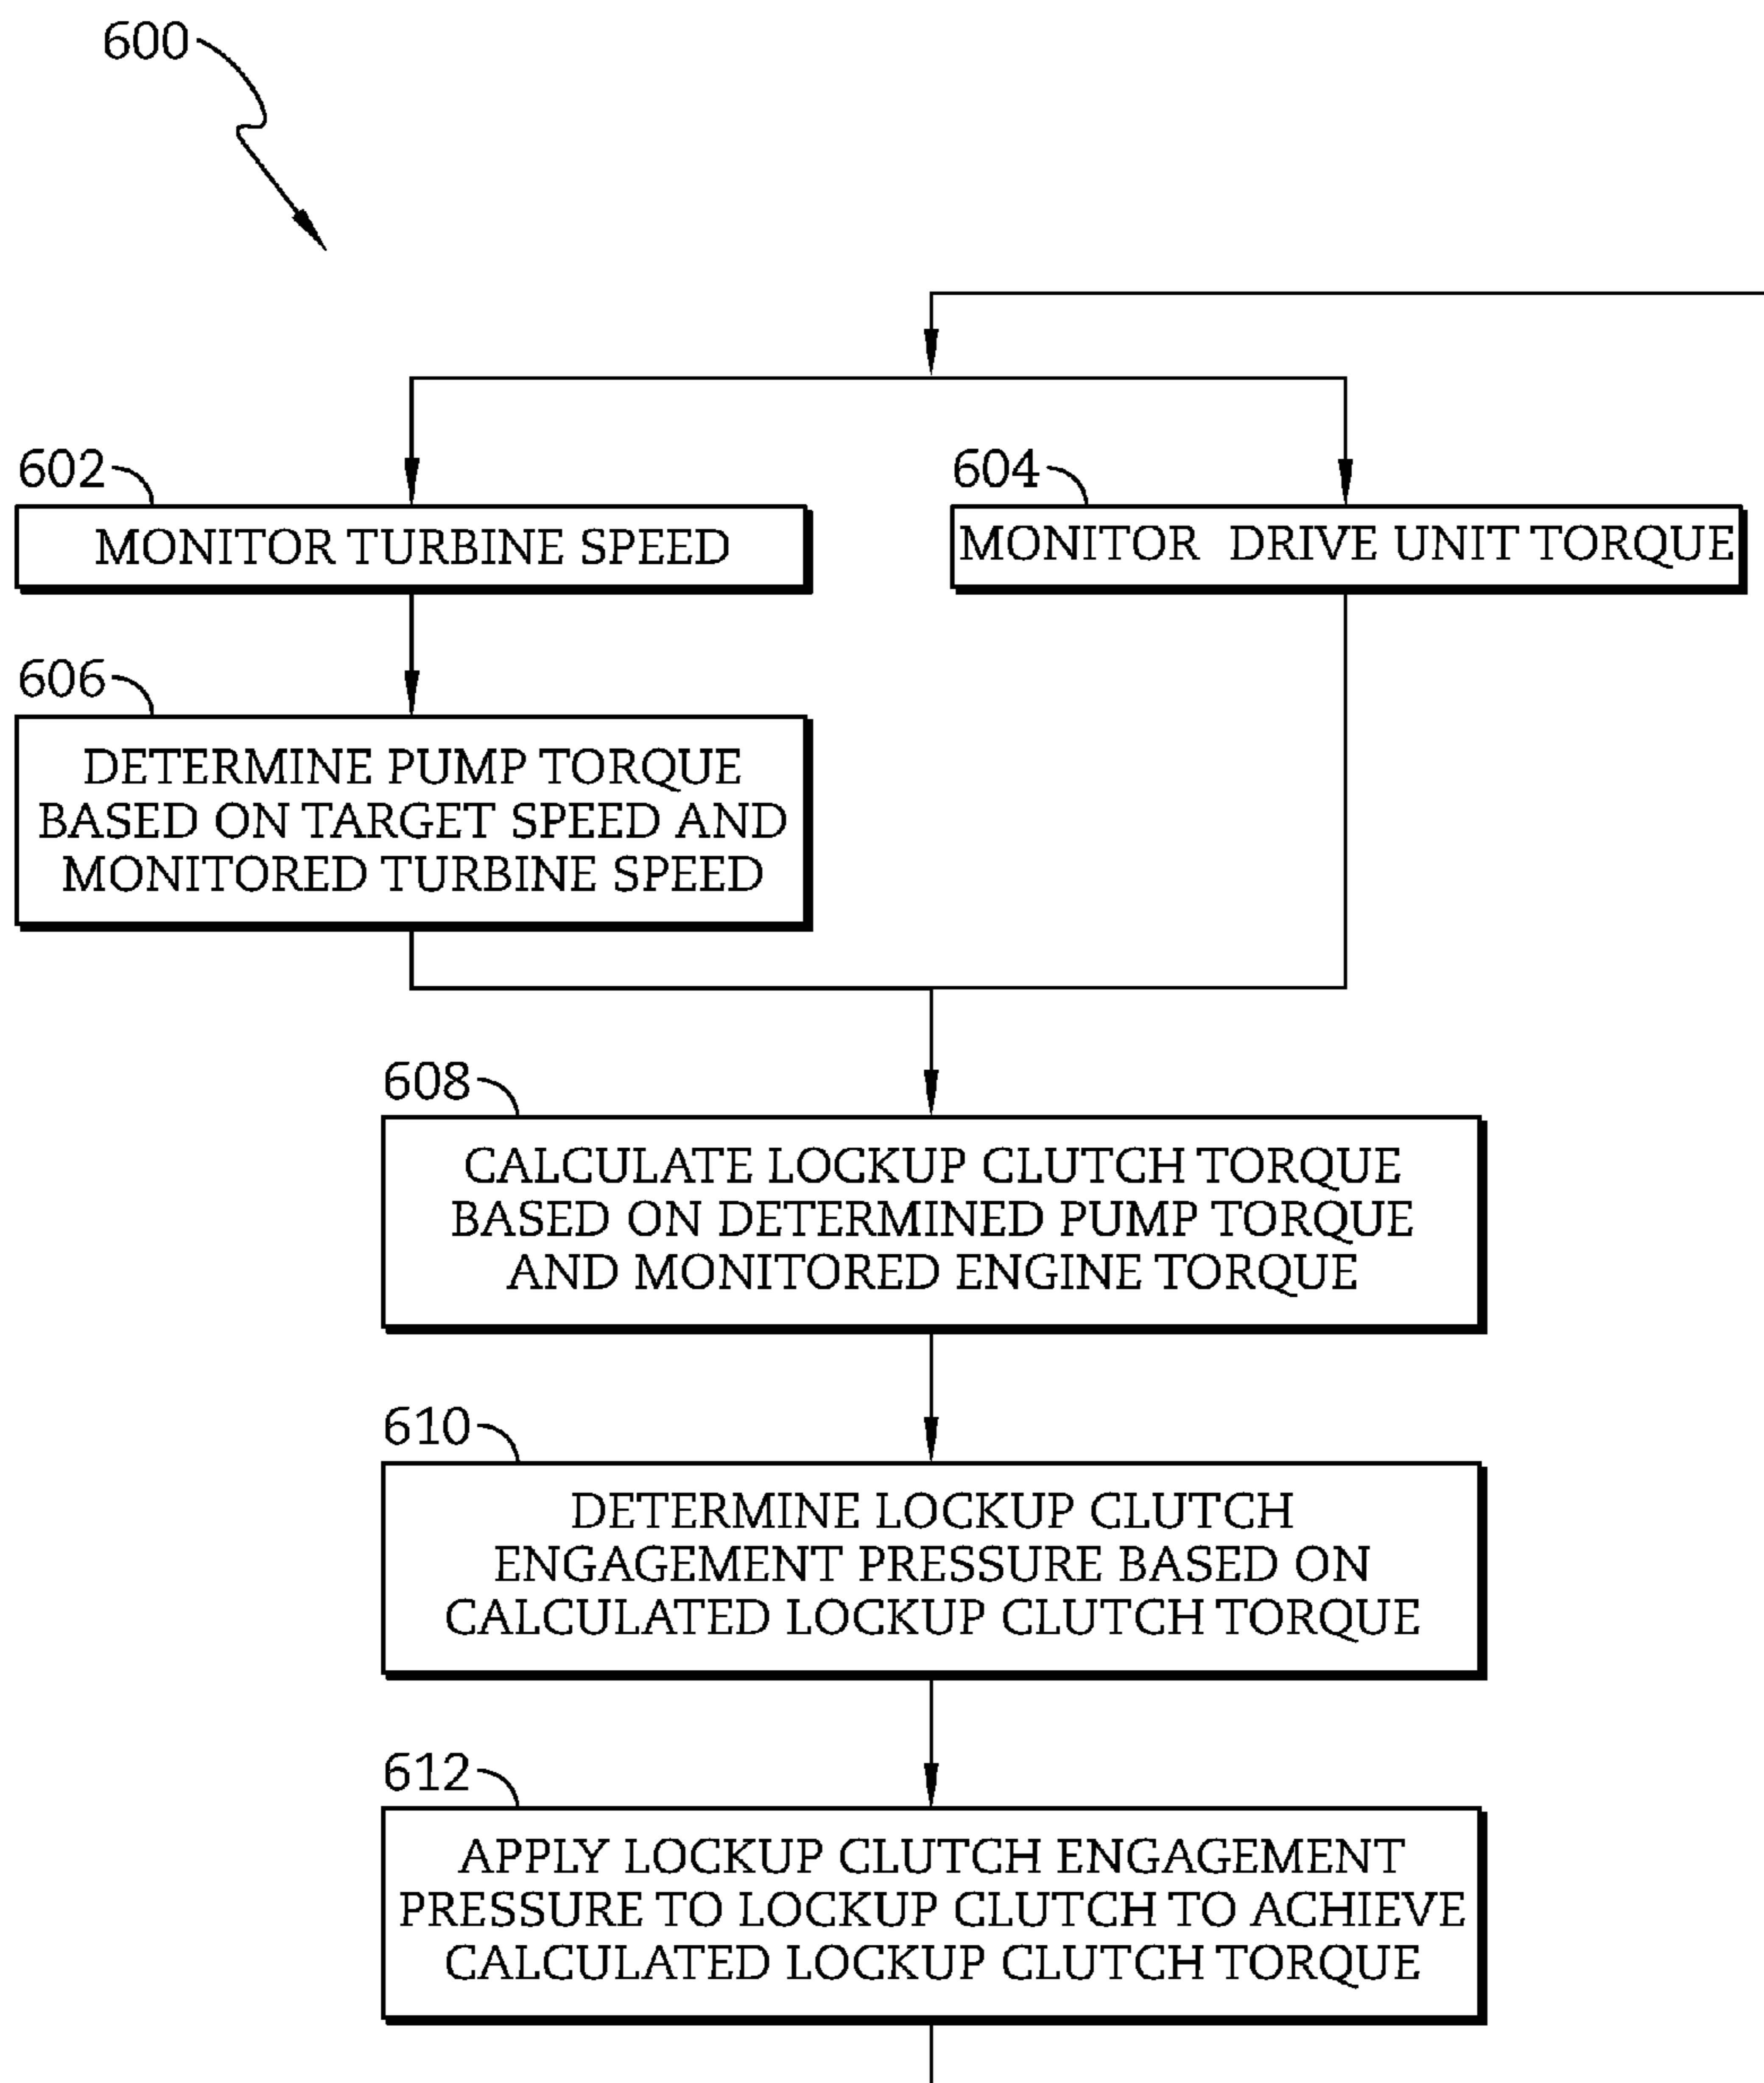 600
602
MONITOR TURBINE SPEED
604
MONITOR DRIVE UNIT TORQUE
606
DETERMINE PUMP TORQUE
BASED ON TARGET SPEED AND
MONITORED TURBINE SPEED
608
CALCULATE LOCKUP CLUTCH TORQUE
BASED ON DETERMINED PUMP TORQUE
AND MONITORED ENGINE TORQUE
610
DETERMINE LOCKUP CLUTCH
ENGAGEMENT PRESSURE BASED ON
CALCULATED LOCKUP CLUTCH TORQUE
612
APPLY LOCKUP CLUTCH ENGAGEMENT
PRESSURE TO LOCKUP CLUTCH TO ACHIEVE
CALCULATED LOCKUP CLUTCH TORQUE